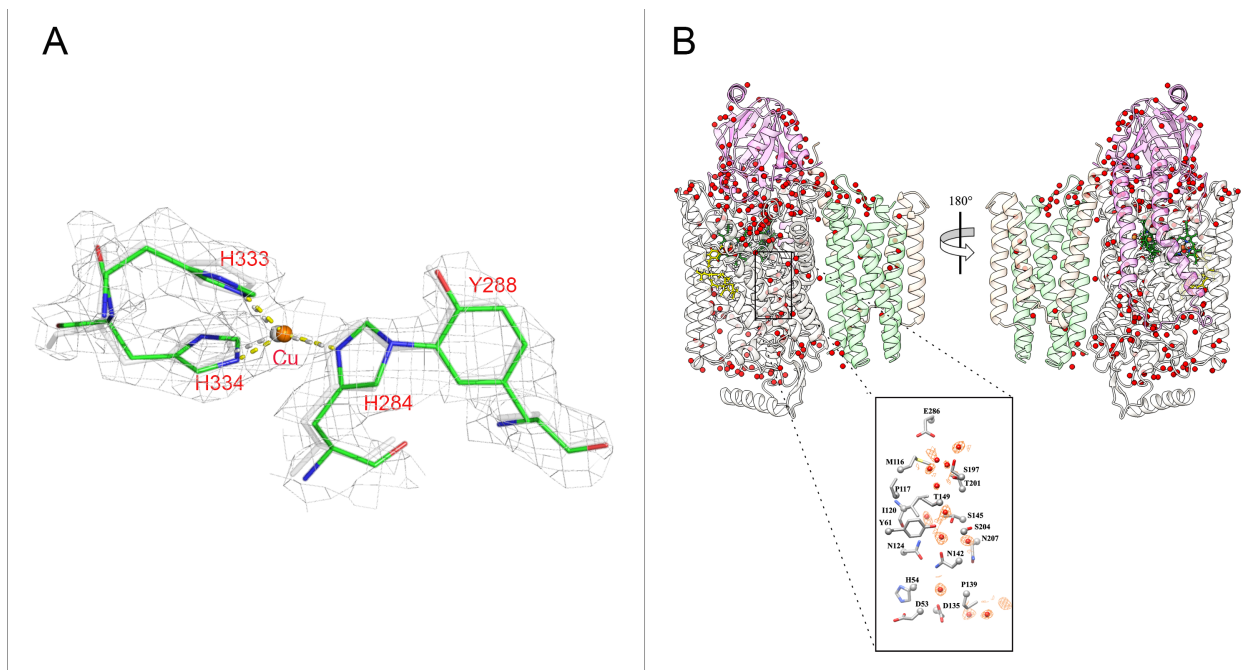 A
H333
Y288
Cu
H334
H284
B
180°
E286
M116
S197
T201
P117
T149
I120
S145
Y61
S204
N207
N124
N142
H54
P139
D53
D135